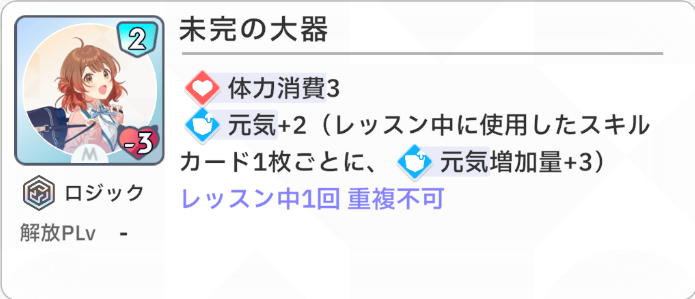 未完の大器
2
体力消費3
元気+2（レッスン中に使用したスキル
カード1枚ごとに、元気増加量+3）
レッスン中1回 重複不可
-3
M
ロジック
解放PLv -